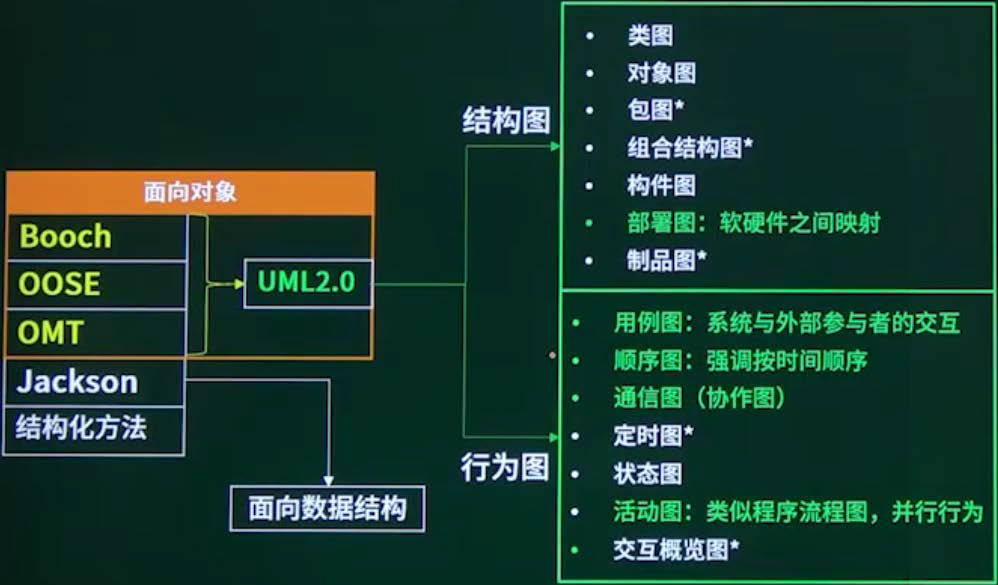 面向对象
Booch
OOSE
OMT
Jackson
结构化方法
UML2.0
面向数据结构
结构图
• 类图
• 对象图
• 包图*
• 组合结构图*
• 构件图
• 部署图：软硬件之间映射
• 制品图*
行为图
• 用例图：系统与外部参与者的交互
• 顺序图：强调按时间顺序
• 通信图（协作图）
• 定时图*
• 状态图
• 活动图：类似程序流程图，并行行为
• 交互概览图*